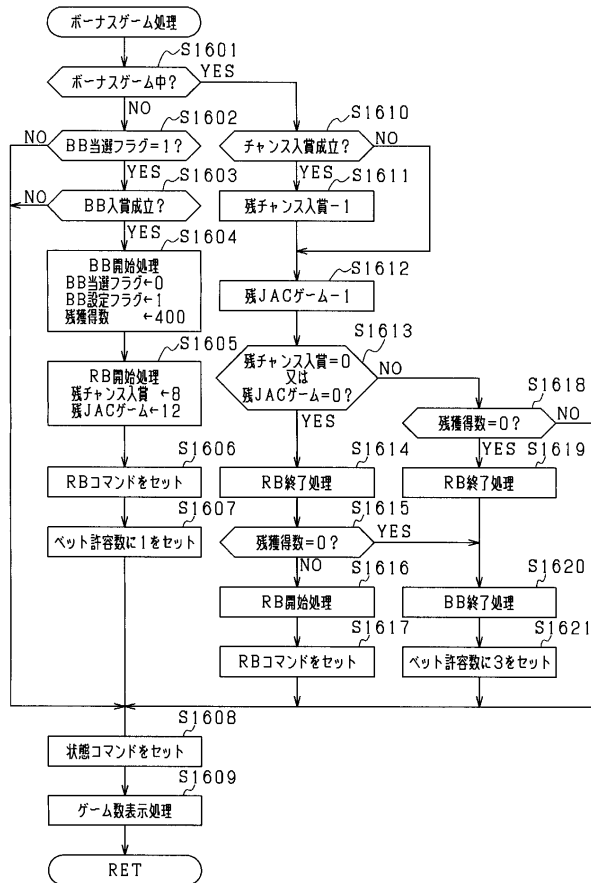 ボーナスゲーム処理
S1601
ボーナスゲーム中?
YES
NO
S1602
NO
BB当選フラグ=1?
YES
S1603
NO
BB入賞成立?
YES
S1604
BB開始処理
BB当選フラグ←0
BB設定フラグ←1
残獲得数 ←400
S1605
RB開始処理
残チャンス入賞 ←8
残JACゲーム←12
S1606
RBコマンドをセット
S1607
ベット許容数に1をセット
S1610
チャンス入賞成立?
NO
YES
S1611
残チャンス入賞-1
S1612
残JACゲーム-1
S1613
残チャンス入賞=0
又は
残JACゲーム=0?
NO
YES
S1614
RB終了処理
S1615
残獲得数=0?
YES
NO
S1616
RB開始処理
S1617
RBコマンドをセット
S1618
残獲得数=0?
NO
YES
S1619
RB終了処理
S1620
BB終了処理
S1621
ベット許容数に3をセット
S1608
状態コマンドをセット
S1609
ゲーム数表示処理
RET